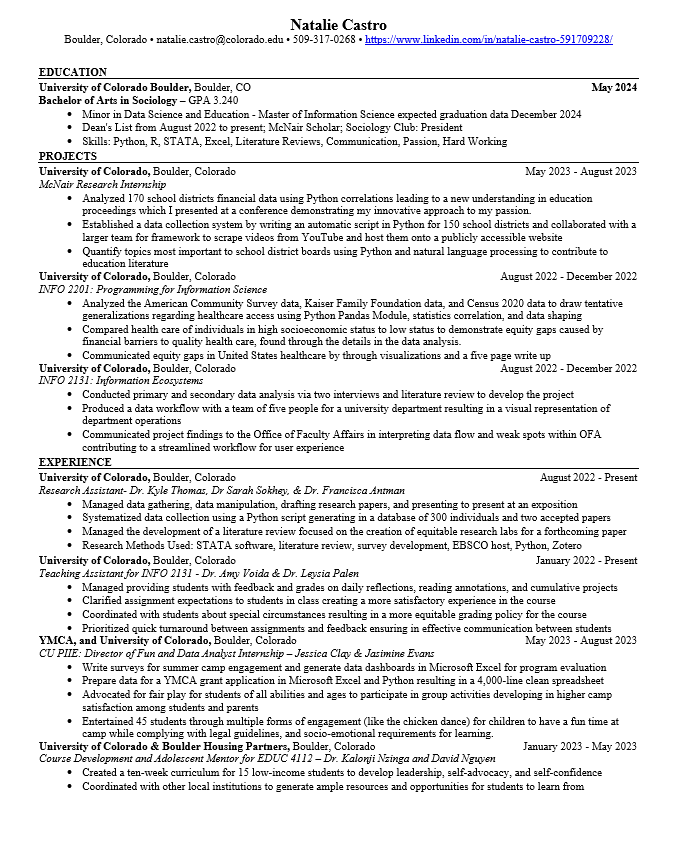 Natalie Castro
Boulder, Colorado • natalie.castro@colorado.edu • 509-317-0268 • https://www.linkedin.com/in/natalie-castro-591709228/
EDUCATION
University of Colorado Boulder, Boulder, CO May 2024
Bachelor of Arts in Sociology – GPA 3.240
• Minor in Data Science and Education - Master of Information Science expected graduation data December 2024
• Dean's List from August 2022 to present; McNair Scholar; Sociology Club: President
• Skills: Python, R, STATA, Excel, Literature Reviews, Communication, Passion, Hard Working
PROJECTS
University of Colorado, Boulder, Colorado May 2023 - August 2023
McNair Research Internship
• Analyzed 170 school districts financial data using Python correlations leading to a new understanding in education
proceedings which I presented at a conference demonstrating my innovative approach to my passion.
• Established a data collection system by writing an automatic script in Python for 150 school districts and collaborated with a
larger team for framework to scrape videos from YouTube and host them onto a publicly accessible website
• Quantify topics most important to school district boards using Python and natural language processing to contribute to
education literature
University of Colorado, Boulder, Colorado August 2022 - December 2022
INFO 2201: Programming for Information Science
• Analyzed the American Community Survey data, Kaiser Family Foundation data, and Census 2020 data to draw tentative
generalizations regarding healthcare access using Python Pandas Module, statistics correlation, and data shaping
• Compared health care of individuals in high socioeconomic status to low status to demonstrate equity gaps caused by
financial barriers to quality health care, found through the details in the data analysis.
• Communicated equity gaps in United States healthcare by through visualizations and a five page write up
University of Colorado, Boulder, Colorado August 2022 - December 2022
INFO 2131: Information Ecosystems
• Conducted primary and secondary data analysis via two interviews and literature review to develop the project
• Produced a data workflow with a team of five people for a university department resulting in a visual representation of
department operations
• Communicated project findings to the Office of Faculty Affairs in interpreting data flow and weak spots within OFA
contributing to a streamlined workflow for user experience
EXPERIENCE
University of Colorado, Boulder, Colorado August 2022 - Present
Research Assistant- Dr. Kyle Thomas, Dr Sarah Sokhey, & Dr. Francisca Antman
• Managed data gathering, data manipulation, drafting research papers, and presenting to present at an exposition
• Systematized data collection using a Python script generating in a database of 300 individuals and two accepted papers
• Managed the development of a literature review focused on the creation of equitable research labs for a forthcoming paper
• Research Methods Used: STATA software, literature review, survey development, EBSCO host, Python, Zotero
University of Colorado, Boulder, Colorado January 2022 - Present
Teaching Assistant for INFO 2131 - Dr. Amy Voida & Dr. Leysia Palen
• Managed providing students with feedback and grades on daily reflections, reading annotations, and cumulative projects
• Clarified assignment expectations to students in class creating a more satisfactory experience in the course
• Coordinated with students about special circumstances resulting in a more equitable grading policy for the course
• Prioritized quick turnaround between assignments and feedback ensuring in effective communication between students
YMCA, and University of Colorado, Boulder, Colorado May 2023 - August 2023
CU PIIE: Director of Fun and Data Analyst Internship – Jessica Clay & Jasimine Evans
• Write surveys for summer camp engagement and generate data dashboards in Microsoft Excel for program evaluation
• Prepare data for a YMCA grant application in Microsoft Excel and Python resulting in a 4,000-line clean spreadsheet
• Advocated for fair play for students of all abilities and ages to participate in group activities developing in higher camp
satisfaction among students and parents
• Entertained 45 students through multiple forms of engagement (like the chicken dance) for children to have a fun time at
camp while complying with legal guidelines, and socio-emotional requirements for learning.
University of Colorado & Boulder Housing Partners, Boulder, Colorado January 2023 - May 2023
Course Development and Adolescent Mentor for EDUC 4112 – Dr. Kalonji Nzinga and David Nguyen
• Created a ten-week curriculum for 15 low-income students to develop leadership, self-advocacy, and self-confidence
• Coordinated with other local institutions to generate ample resources and opportunities for students to learn from